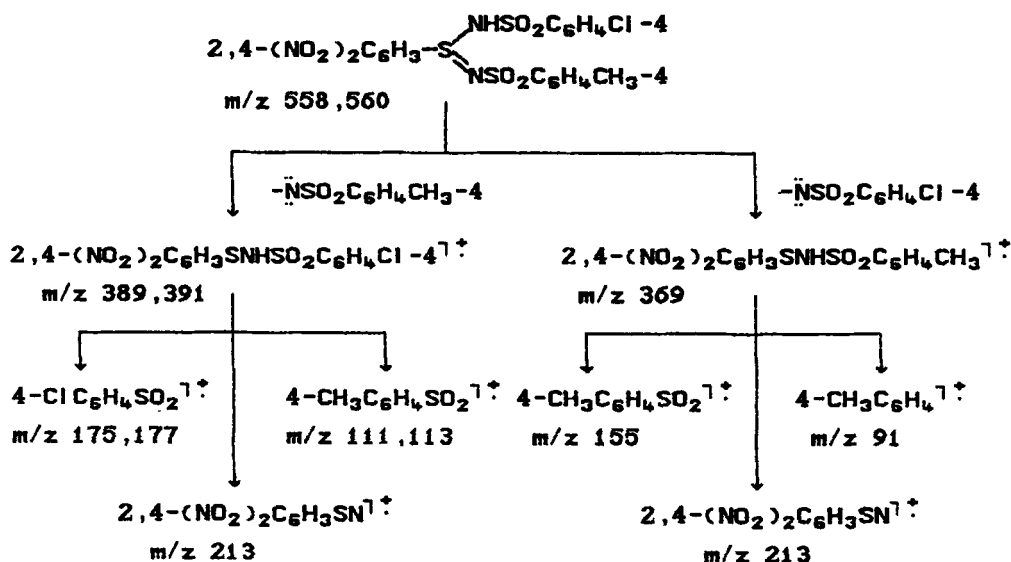 NHSO₂C₆H₄Cl-4
2,4-(NO₂)₂C₆H₃-S
NSO₂C₆H₄CH₃-4
m/z 558,560
-N̈SO₂C₆H₄CH₃-4
-N̈SO₂C₆H₄Cl-4
2,4-(NO₂)₂C₆H₃SNHSO₂C₆H₄Cl-4⌝⁺·
2,4-(NO₂)₂C₆H₃SNHSO₂C₆H₄CH₃⌝⁺·
m/z 389,391
m/z 369
4-ClC₆H₄SO₂⌝⁺·
4-CH₃C₆H₄SO₂⌝⁺·
4-CH₃C₆H₄SO₂⌝⁺·
4-CH₃C₆H₄⌝⁺·
m/z 175,177
m/z 111,113
m/z 155
m/z 91
2,4-(NO₂)₂C₆H₃SN⌝⁺·
2,4-(NO₂)₂C₆H₃SN⌝⁺·
m/z 213
m/z 213